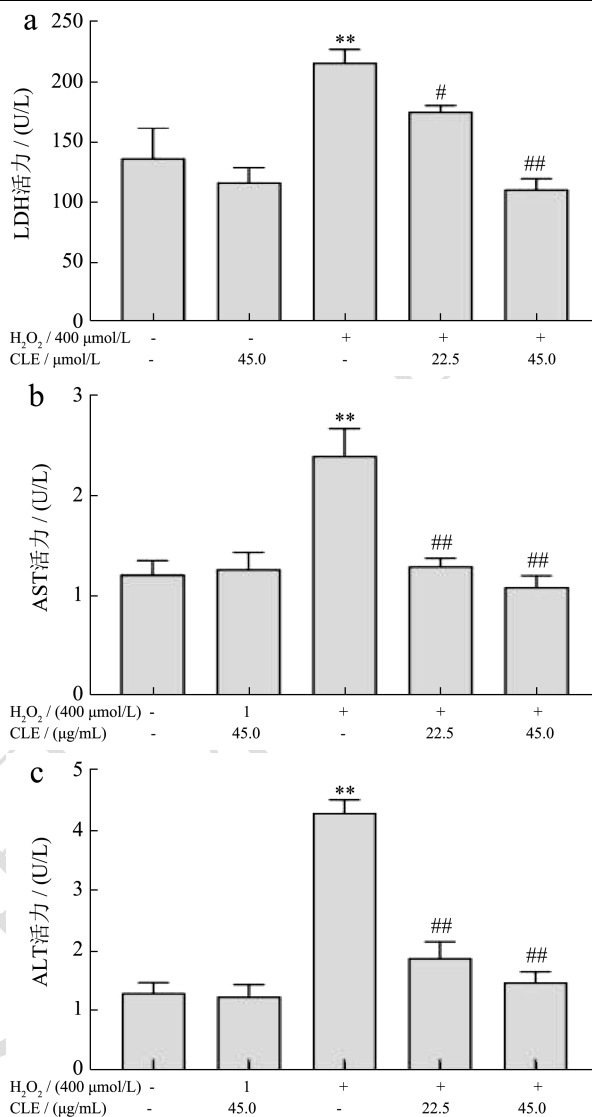 a
250
200
150
100
50
0
LDH活力 / (U/L)
**
#
##
H₂O₂ / 400 μmol/L - - + + +
CLE / μmol/L - 45.0 - 22.5 45.0
b
3
2
1
0
AST活力 / (U/L)
**
##
##
H₂O₂ / (400 μmol/L) - 1 + + +
CLE / (μg/mL) - 45.0 - 22.5 45.0
c
5
4
3
2
1
0
ALT活力 / (U/L)
**
##
##
H₂O₂ / (400 μmol/L) - 1 + + +
CLE / (μg/mL) - 45.0 - 22.5 45.0